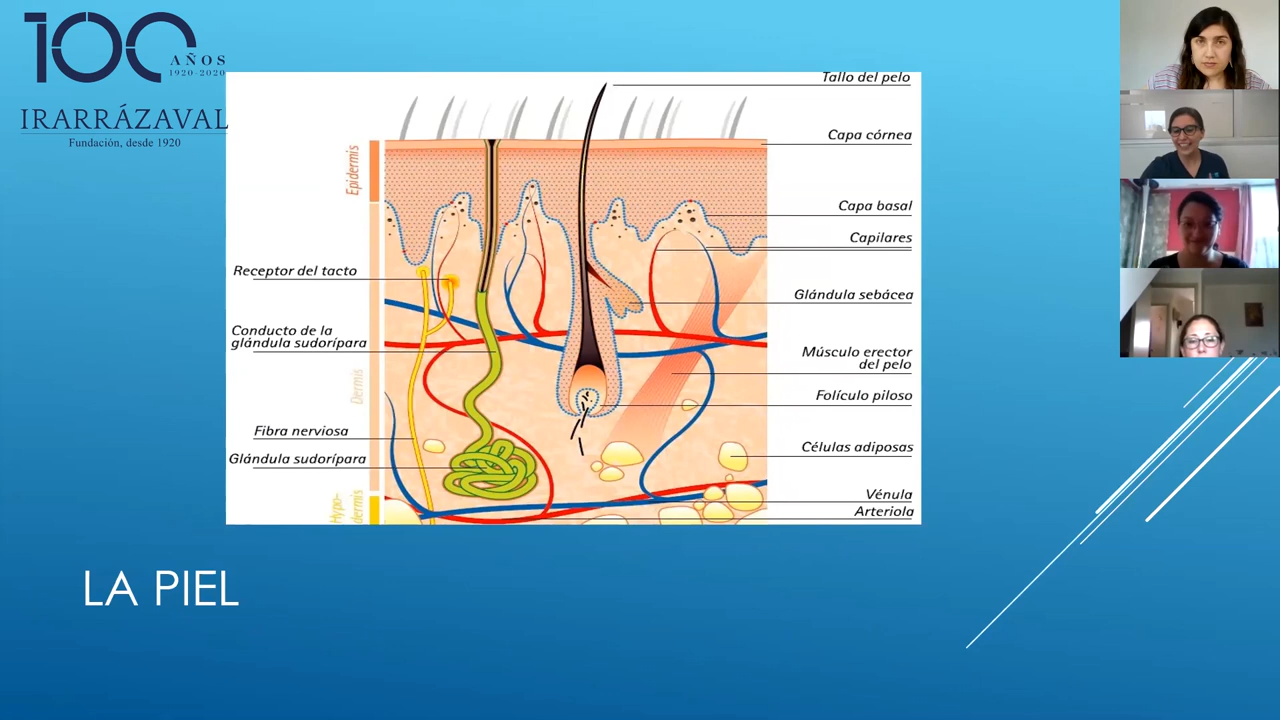 100
AÑOS
1920-2020
IRARRÁZAVAL
Fundación, desde 1920
Tallo del pelo
Capa córnea
Capa basal
Capilares
Glándula sebácea
Músculo erector
del pelo
Folículo piloso
Células adiposas
Vénula
Arteriola
Epidermis
Dermis
Hypo-
dermis
Receptor del tacto
Conducto de la
glándula sudorípara
Fibra nerviosa
Glándula sudorípara
LA PIEL